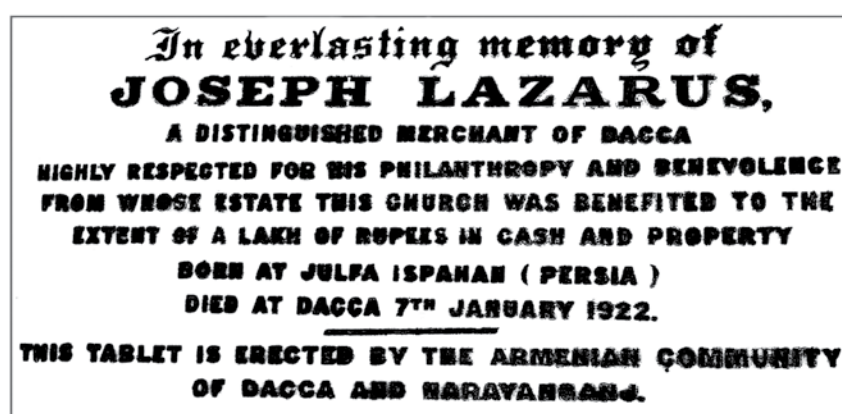 In everlasting memory of
JOSEPH LAZARUS,
A DISTINGUISHED MERCHANT OF DACCA
HIGHLY RESPECTED FOR HIS PHILANTHROPY AND BENEVOLENCE
FROM WHOSE ESTATE THIS CHURCH WAS BENEFITED TO THE
EXTENT OF A LAKH OF RUPEES IN CASH AND PROPERTY
BORN AT JULFA ISPAHAN ( PERSIA )
DIED AT DACCA 7TH JANUARY 1922.
THIS TABLET IS ERECTED BY THE ARMENIAN COMMUNITY
OF DACCA AND NARAYANGANJ.